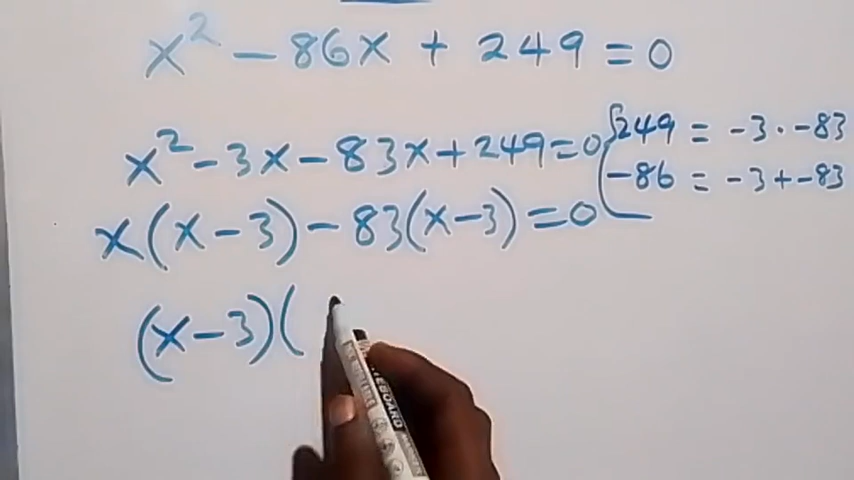 x² - 86x + 249 = 0
x² - 3x - 83x + 249 = 0
249 = -3 · -83
-86 = -3 + -83
x(x - 3) - 83(x - 3) = 0
(x - 3)(